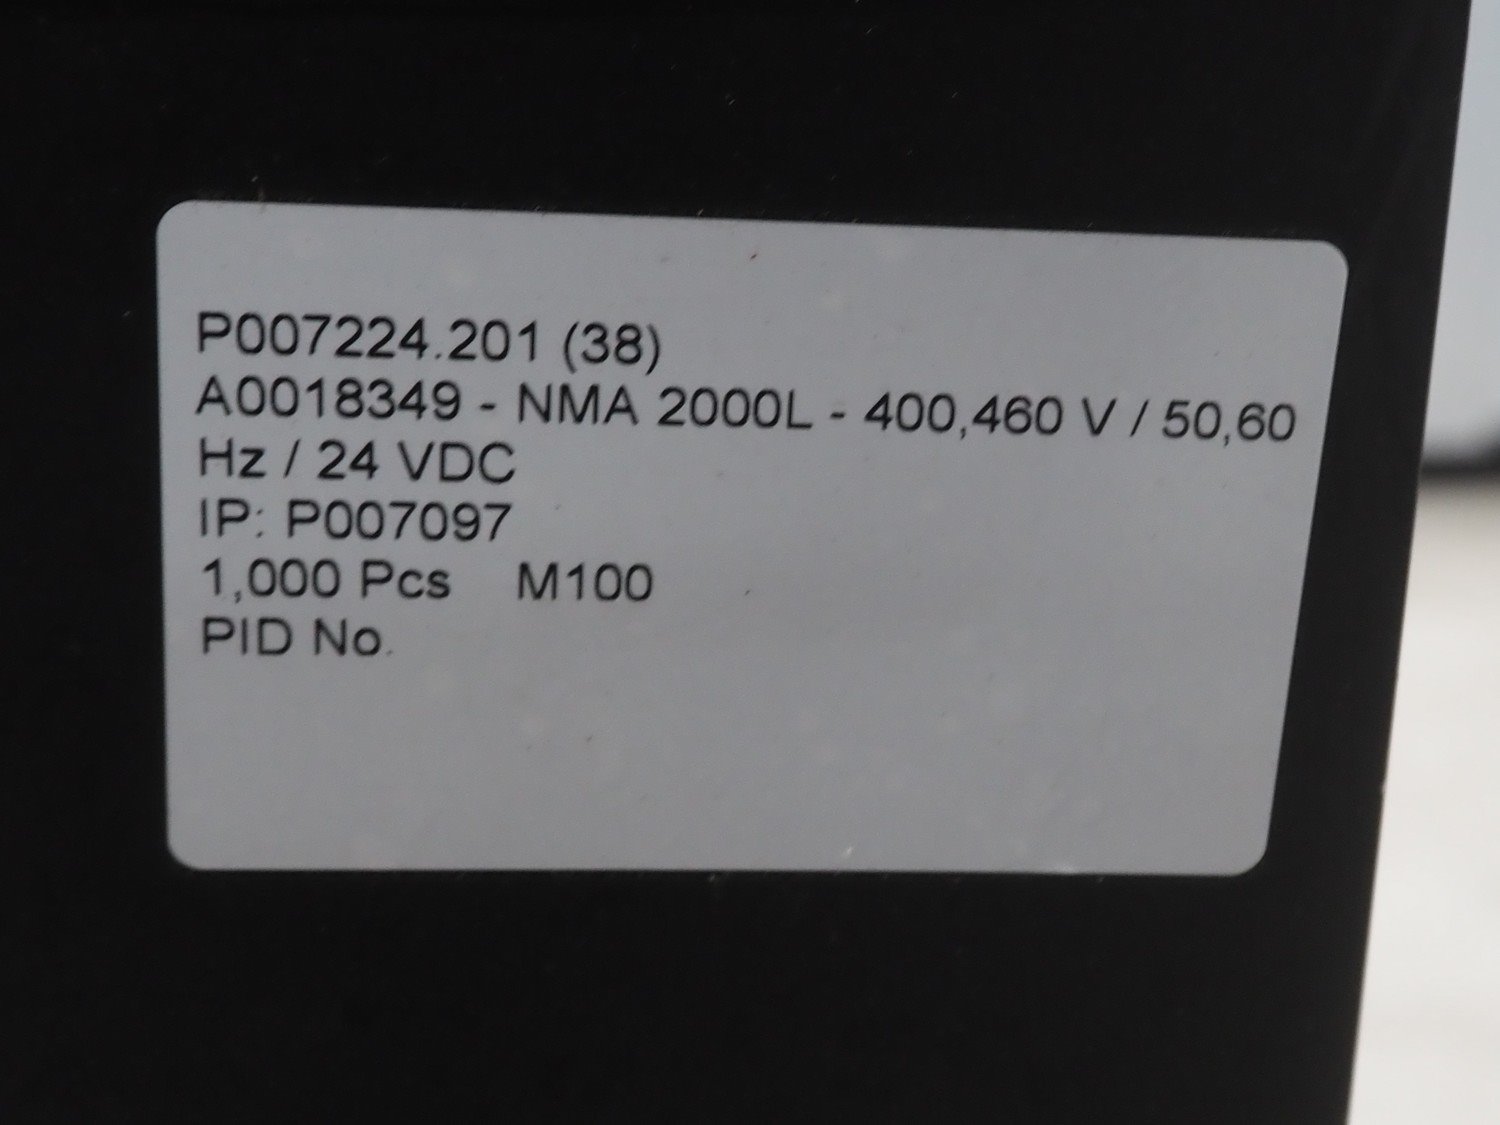 P007224.201 (38)
A0018349 - NMA 2000L - 400,460 V / 50,60
Hz / 24 VDC
IP: P007097
1,000 Pcs M100
PID No.